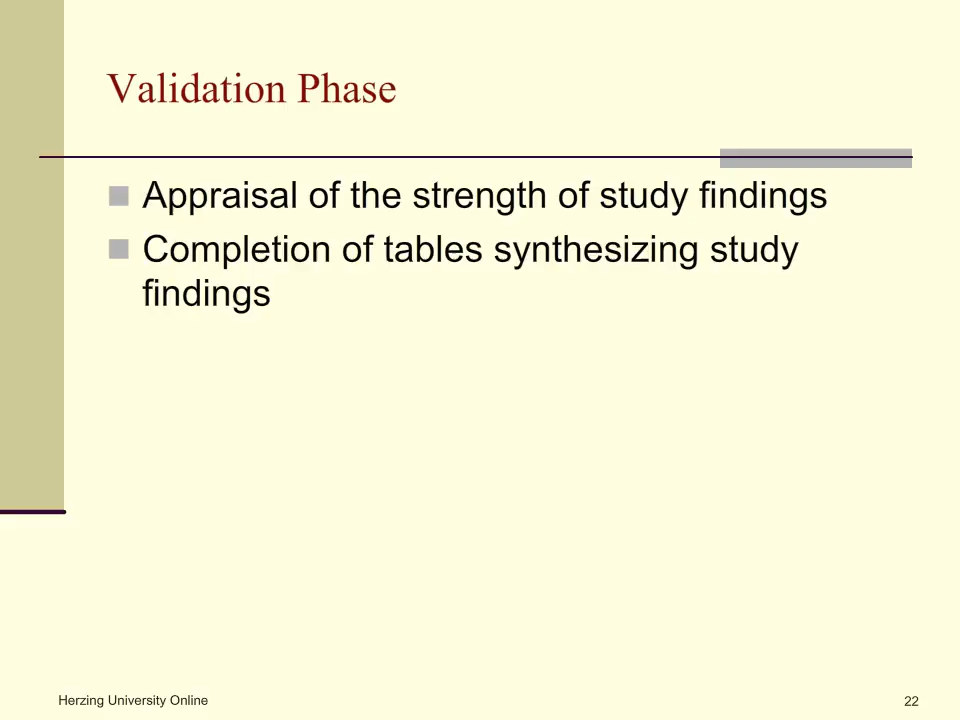 Validation Phase
Appraisal of the strength of study findings
Completion of tables synthesizing study
findings
Herzing University Online
22